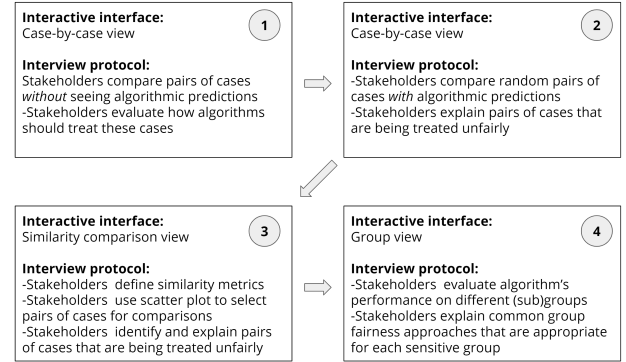 Interactive interface:
Case-by-case view
1
Interview protocol:
Stakeholders compare pairs of cases
without seeing algorithmic predictions
-Stakeholders evaluate how algorithms
should treat these cases
Interactive interface:
Case-by-case view
2
Interview protocol:
-Stakeholders compare random pairs of
cases with algorithmic predictions
-Stakeholders explain pairs of cases that
are being treated unfairly
Interactive interface:
Similarity comparison view
3
Interview protocol:
-Stakeholders define similarity metrics
-Stakeholders use scatter plot to select
pairs of cases for comparisons
-Stakeholders identify and explain pairs
of cases that are being treated unfairly
Interactive interface:
Group view
4
Interview protocol:
-Stakeholders evaluate algorithm's
performance on different (sub)groups
-Stakeholders explain common group
fairness approaches that are appropriate
for each sensitive group